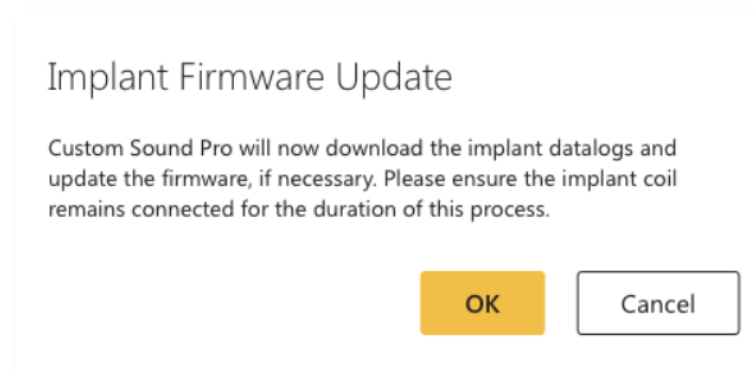 Implant Firmware Update
Custom Sound Pro will now download the implant datalogs and
update the firmware, if necessary. Please ensure the implant coil
remains connected for the duration of this process.
OK
Cancel